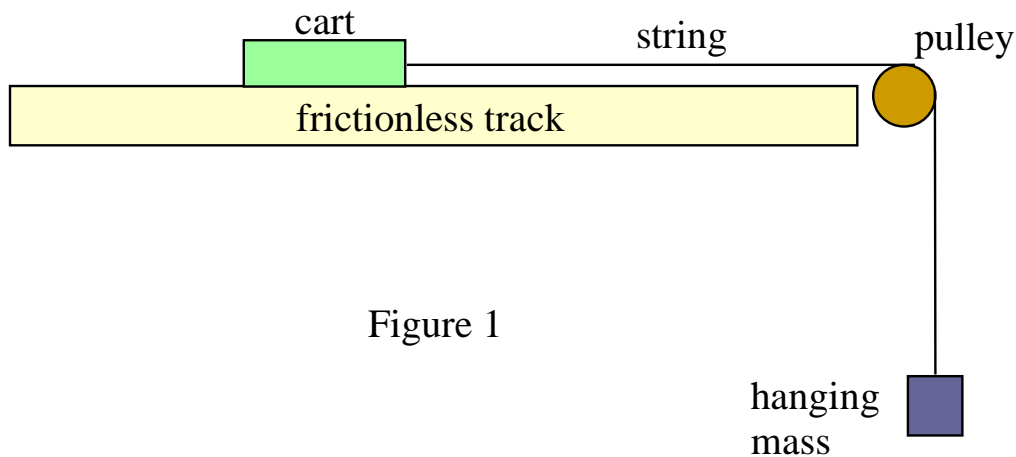 cart
string
pulley
frictionless track
Figure 1
hanging
mass